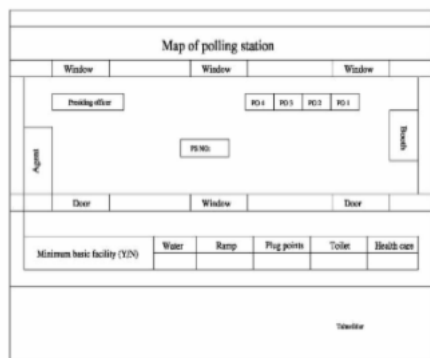 Map of polling station
Window Window Window
Presiding officer PO 4 PO 3 PO 2 PO 1
Booth
Agent
PS NO:
Door Window Door
Minimum basic facility (Y/N) Water Ramp Plug points Toilet Health care